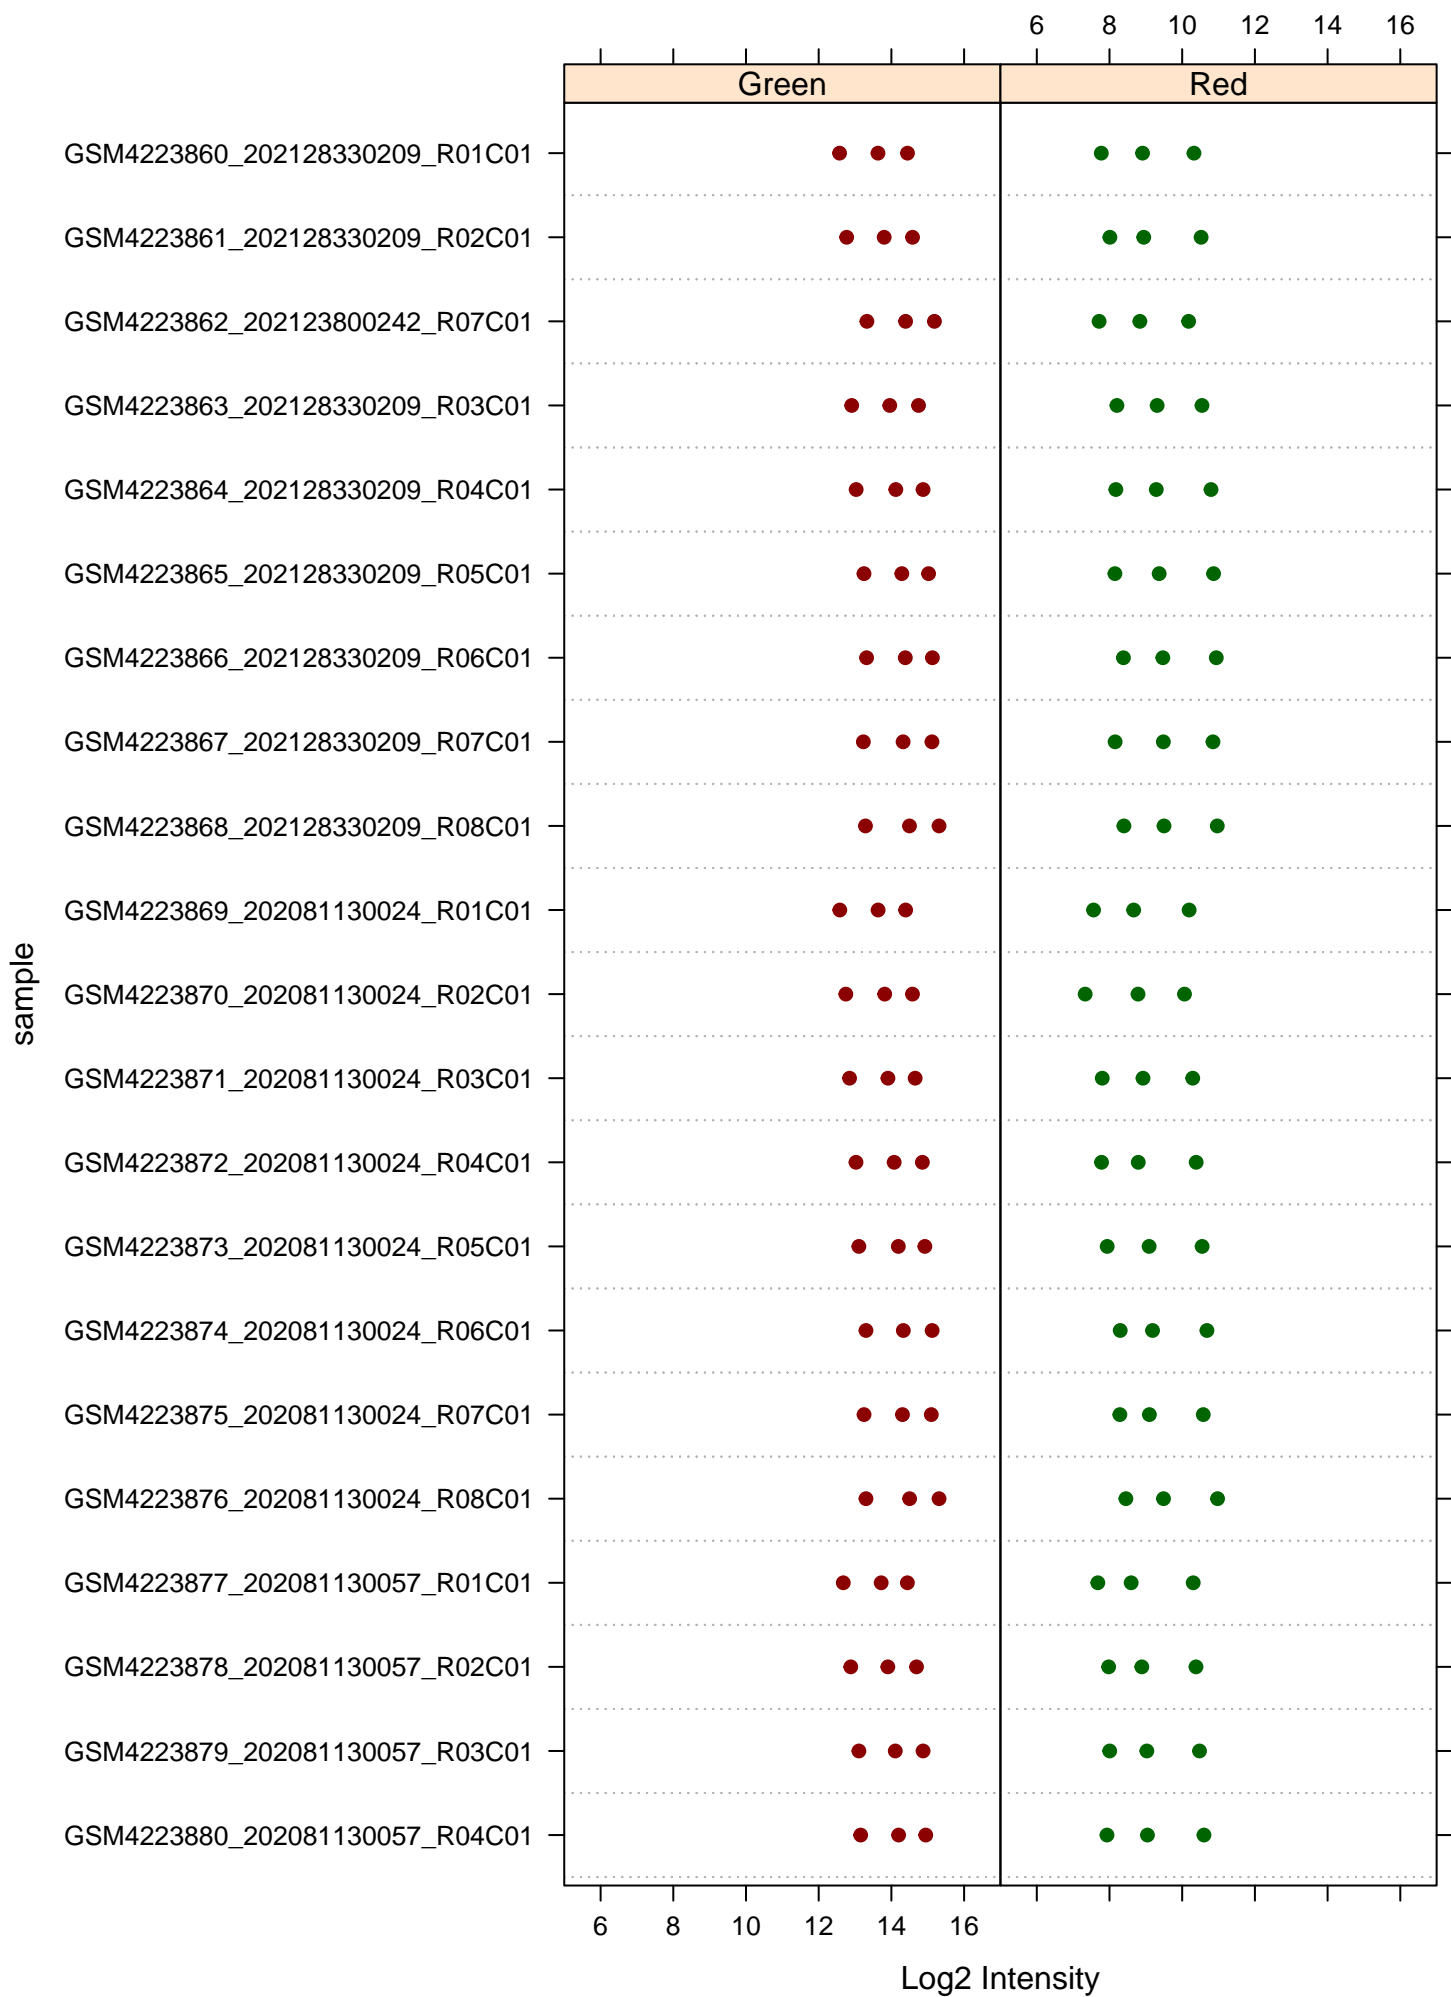 6 8 10 12 14 16
Green Red
GSM4223860_202128330209_R01C01
GSM4223861_202128330209_R02C01
GSM4223862_202123800242_R07C01
GSM4223863_202128330209_R03C01
GSM4223864_202128330209_R04C01
GSM4223865_202128330209_R05C01
GSM4223866_202128330209_R06C01
GSM4223867_202128330209_R07C01
GSM4223868_202128330209_R08C01
GSM4223869_202081130024_R01C01
GSM4223870_202081130024_R02C01
GSM4223871_202081130024_R03C01
GSM4223872_202081130024_R04C01
GSM4223873_202081130024_R05C01
GSM4223874_202081130024_R06C01
GSM4223875_202081130024_R07C01
GSM4223876_202081130024_R08C01
GSM4223877_202081130057_R01C01
GSM4223878_202081130057_R02C01
GSM4223879_202081130057_R03C01
GSM4223880_202081130057_R04C01
sample
6 8 10 12 14 16
Log2 Intensity